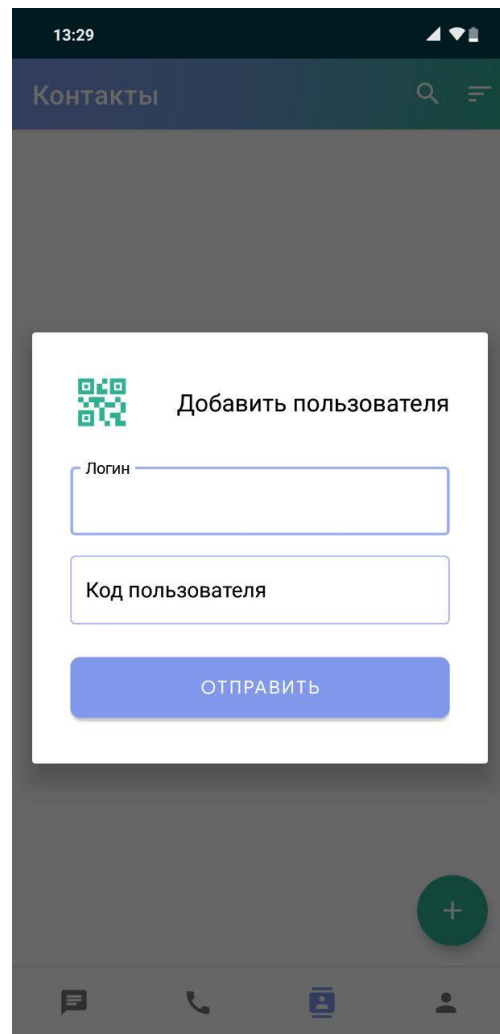 13:29
Контакты
Добавить пользователя
Логин
Код пользователя
ОТПРАВИТЬ